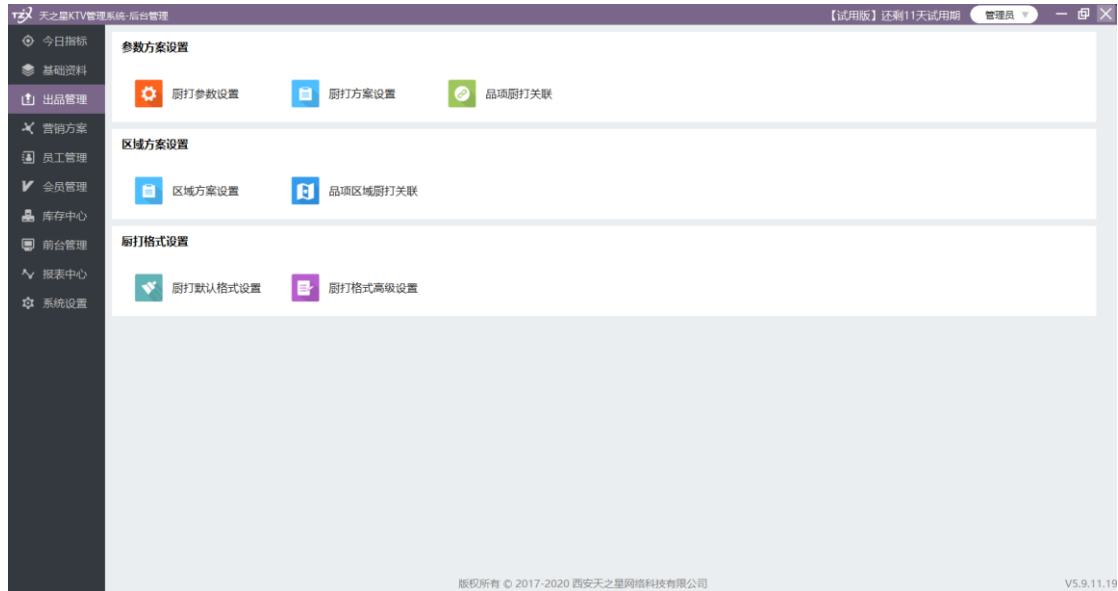 TZX 天之星KTV管理系统-后台管理 【试用版】还剩11天试用期 管理员
今日指标
基础资料
出品管理
营销方案
员工管理
会员管理
库存中心
前台管理
报表中心
系统设置
参数方案设置
厨打参数设置 厨打方案设置 品项厨打关联
区域方案设置
区域方案设置 品项区域厨打关联
厨打格式设置
厨打默认格式设置 厨打格式高级设置
版权所有 © 2017-2020 西安天之星网络科技有限公司 V5.9.11.19